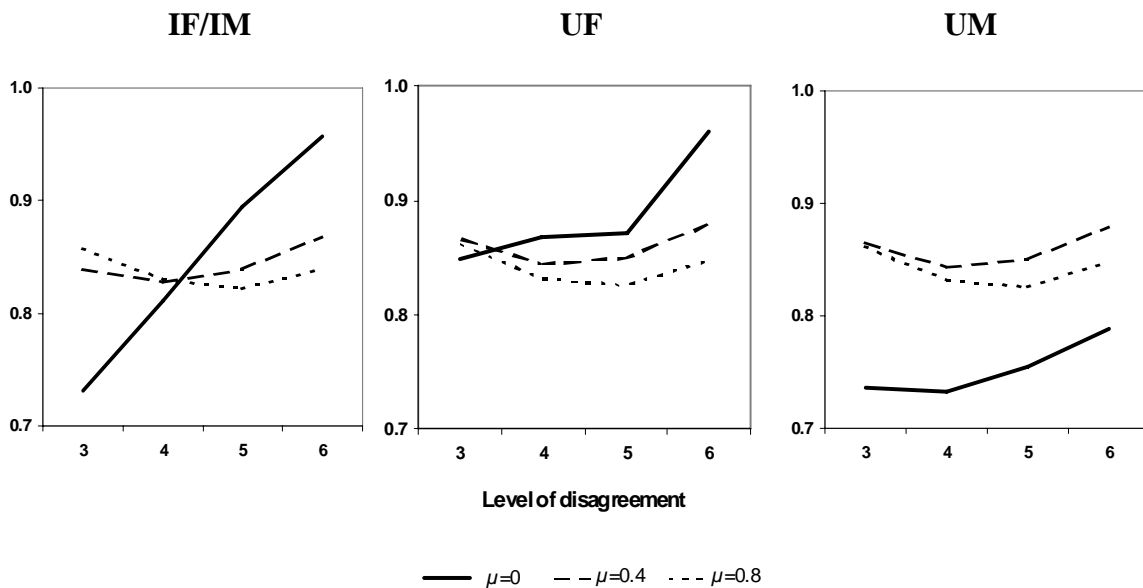 IF/IM UF UM
1.0 1.0 1.0
0.9 0.9 0.9
0.8 0.8 0.8
0.7 0.7 0.7
3 4 5 6 3 4 5 6 3 4 5 6
Level of disagreement
μ=0 μ=0.4 μ=0.8